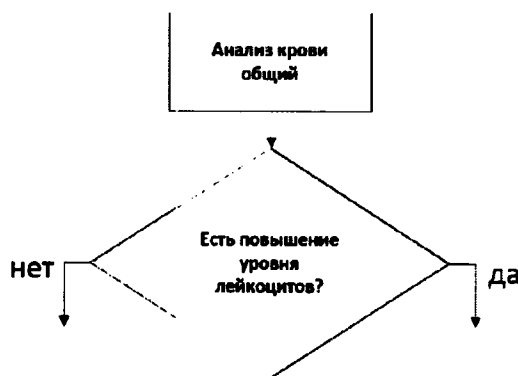 Анализ крови
общий
Есть повышение
уровня
лейкоцитов?
нет
да